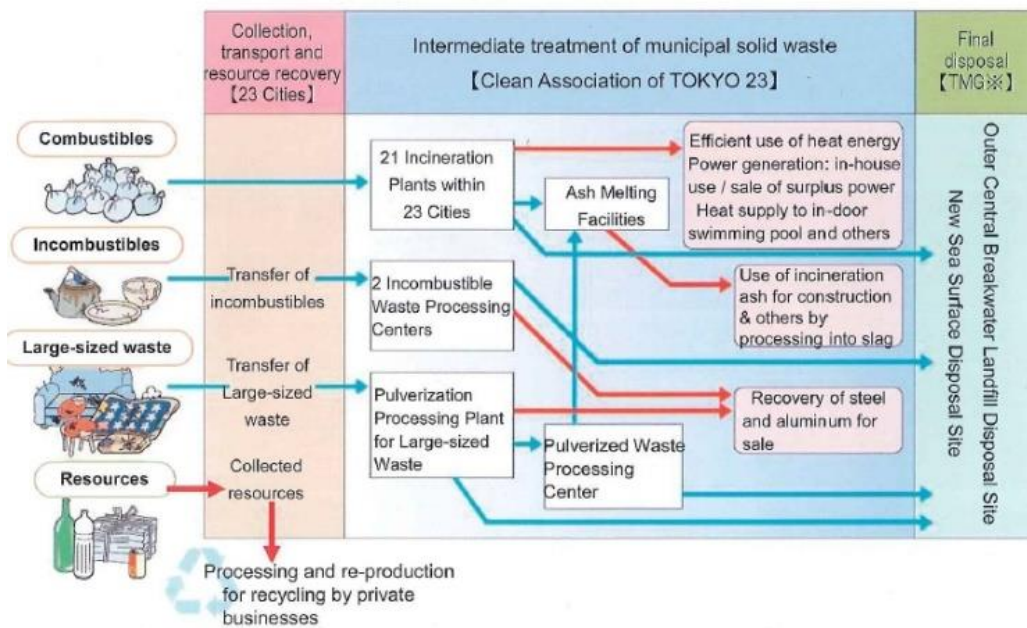 Collection,
transport and
resource recovery
【23 Cities】
Intermediate treatment of municipal solid waste
【Clean Association of TOKYO 23】
Final
disposal
【TMG※】
Combustibles
Incombustibles
Large-sized waste
Resources
Transfer of
incombustibles
Transfer of
Large-sized
waste
Collected
resources
21 Incineration
Plants within
23 Cities
2 Incombustible
Waste Processing
Centers
Pulverization
Processing Plant
for Large-sized
Waste
Ash Melting
Facilities
Pulverized Waste
Processing
Center
Efficient use of heat energy
Power generation: in-house
use / sale of surplus power
Heat supply to in-door
swimming pool and others
Use of incineration
ash for construction
& others by
processing into slag
Recovery of steel
and aluminum for
sale
Outer Central Breakwater Landfill Disposal Site
New Sea Surface Disposal Site
Processing and re-production
for recycling by private
businesses